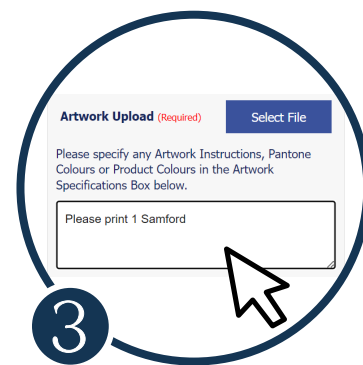 Artwork Upload (Required)
Select File
Please specify any Artwork Instructions, Pantone
Colours or Product Colours in the Artwork
Specifications Box below.
Please print 1 Samford
3